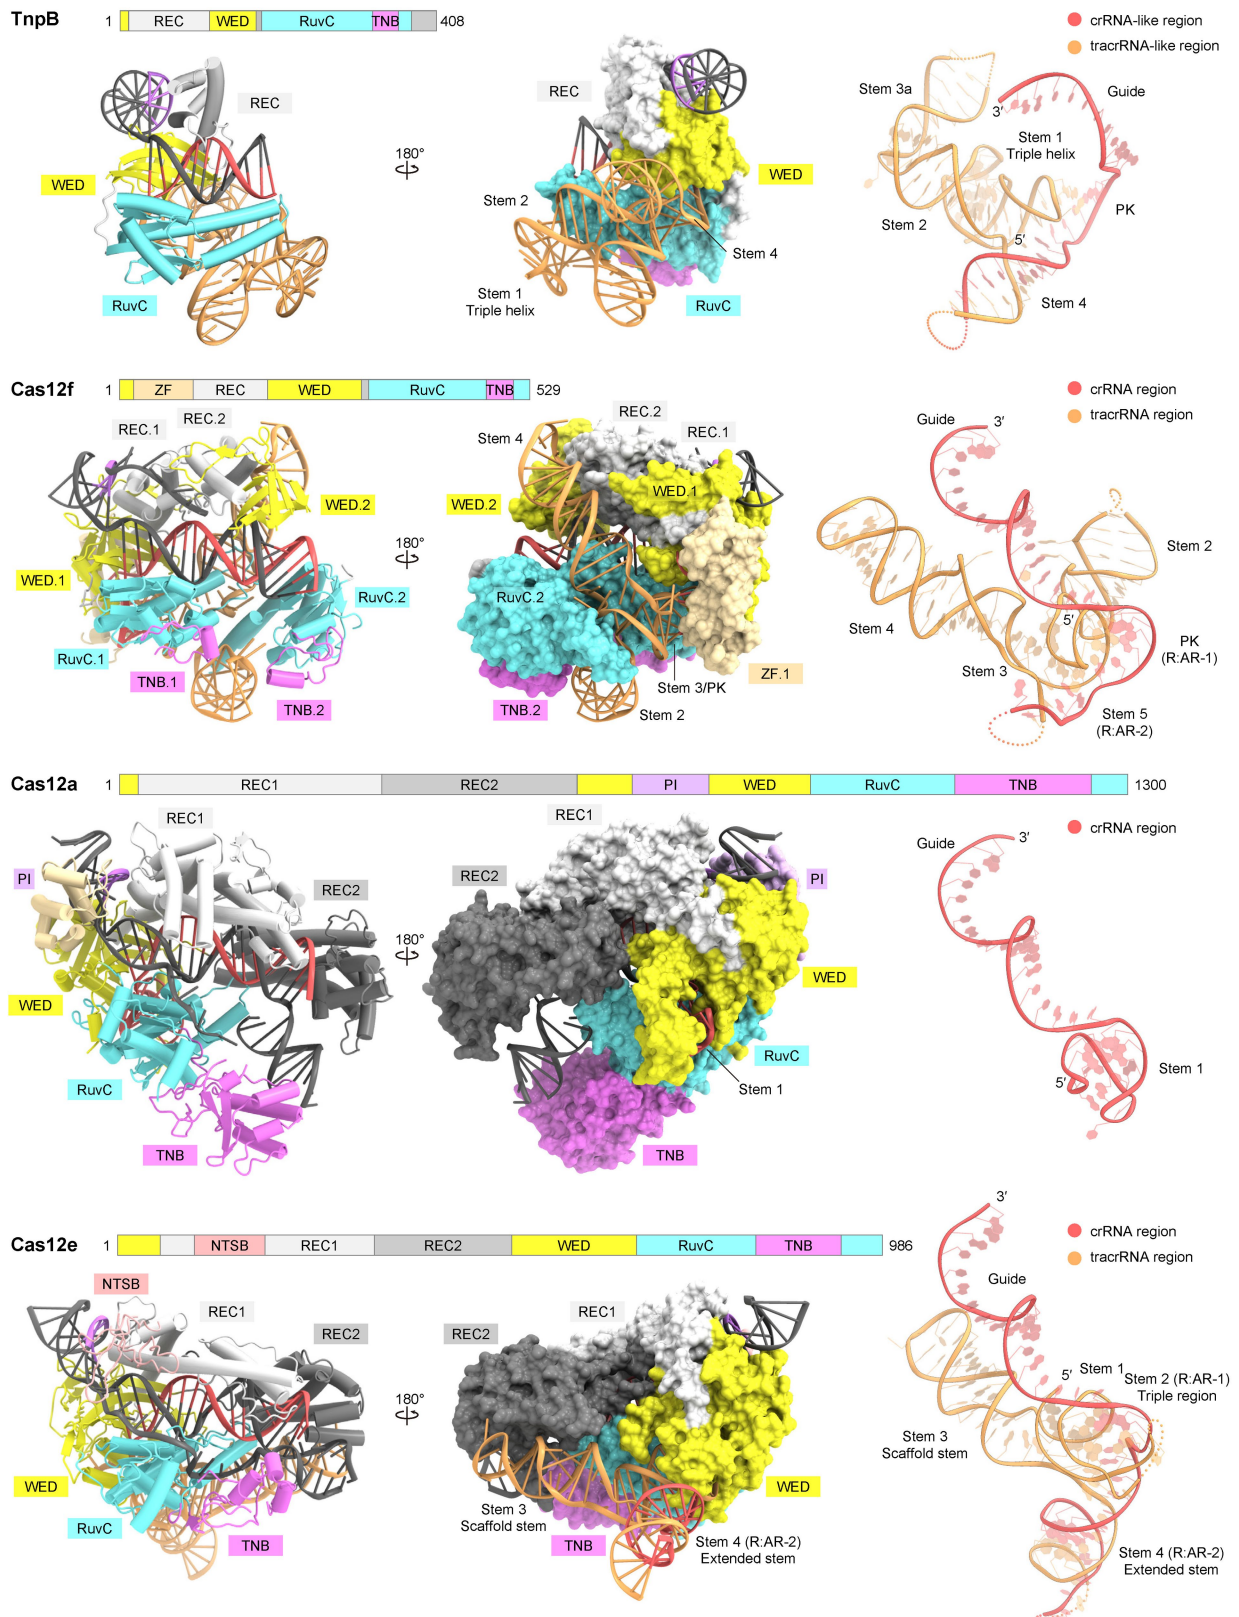 TnpB
1 REC WED RuvC TNB 408
crRNA-like region
tracrRNA-like region
REC
WED
RuvC
180°
REC
WED
Stem 2
Stem 4
Stem 1
Triple helix
RuvC
Stem 3a
3′
Guide
Stem 1
Triple helix
Stem 2
5′
PK
Stem 4
Cas12f
1 ZF REC WED RuvC TNB 529
crRNA region
tracrRNA region
REC.1
REC.2
WED.2
WED.1
RuvC.2
RuvC.1
TNB.1
TNB.2
180°
REC.2
Stem 4
REC.1
WED.1
WED.2
RuvC.2
ZF.1
Stem 3/PK
TNB.2
Stem 2
Guide
3′
Stem 2
5′
Stem 4
PK
(R:AR-1)
Stem 3
Stem 5
(R:AR-2)
Cas12a
1 REC1 REC2 PI WED RuvC TNB 1300
crRNA region
REC1
PI
REC2
WED
RuvC
TNB
180°
REC1
REC2
PI
WED
RuvC
Stem 1
TNB
Guide
3′
5′
Stem 1
Cas12e
1 NTSB REC1 REC2 WED RuvC TNB 986
crRNA region
tracrRNA region
NTSB
REC1
REC2
WED
RuvC
TNB
180°
REC1
REC2
WED
Stem 3
Scaffold stem
TNB
Stem 4 (R:AR-2)
Extended stem
3′
Guide
5′
Stem 1
Stem 2 (R:AR-1)
Triple region
Stem 3
Scaffold stem
Stem 4 (R:AR-2)
Extended stem